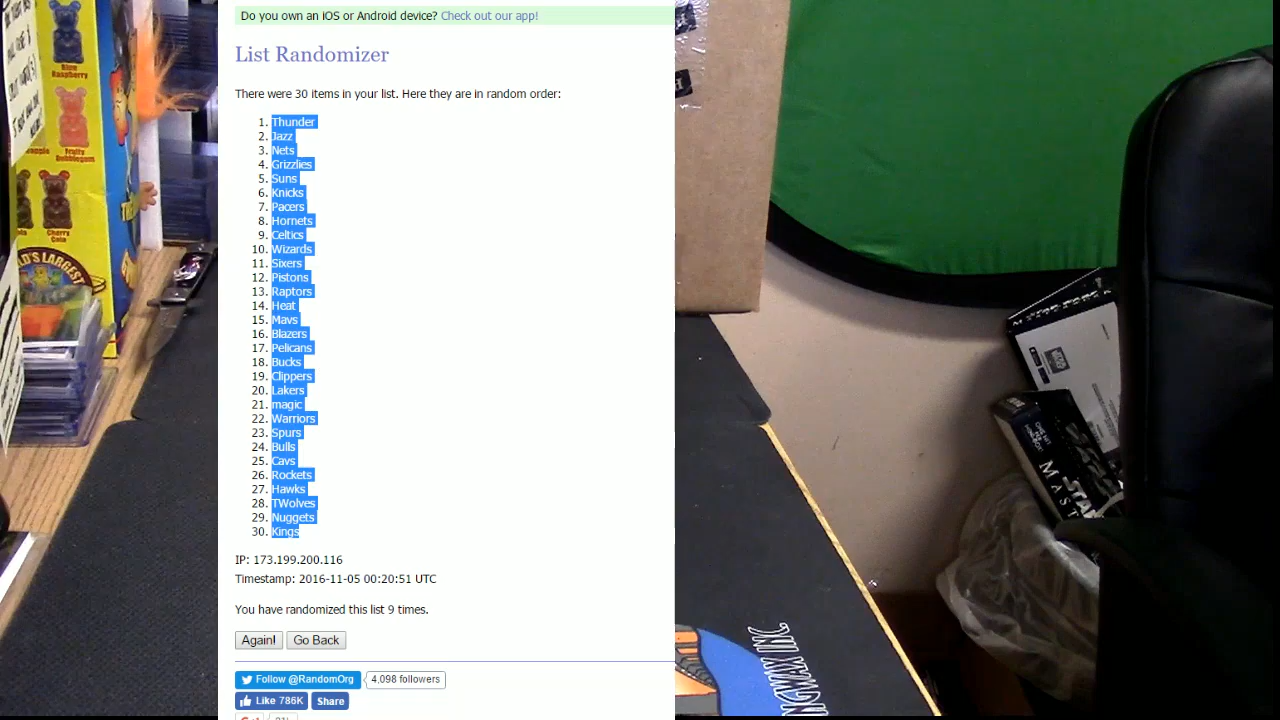 Do you own an iOS or Android device? Check out our app!
List Randomizer
There were 30 items in your list. Here they are in random order:
1. Thunder
2. Jazz
3. Nets
4. Grizzlies
5. Suns
6. Knicks
7. Pacers
8. Hornets
9. Celtics
10. Wizards
11. Sixers
12. Pistons
13. Raptors
14. Heat
15. Mavs
16. Blazers
17. Pelicans
18. Bucks
19. Clippers
20. Lakers
21. magic
22. Warriors
23. Spurs
24. Bulls
25. Cavs
26. Rockets
27. Hawks
28. TWolves
29. Nuggets
30. Kings
IP: 173.199.200.116
Timestamp: 2016-11-05 00:20:51 UTC
You have randomized this list 9 times.
Again! Go Back
Follow @RandomOrg 4,098 followers
Like 786K Share
Blue
Raspberry
Fruity
Bubblegum
Cherry
Cola
LD'S LARGEST
STAR
MAST
NGWAX INC